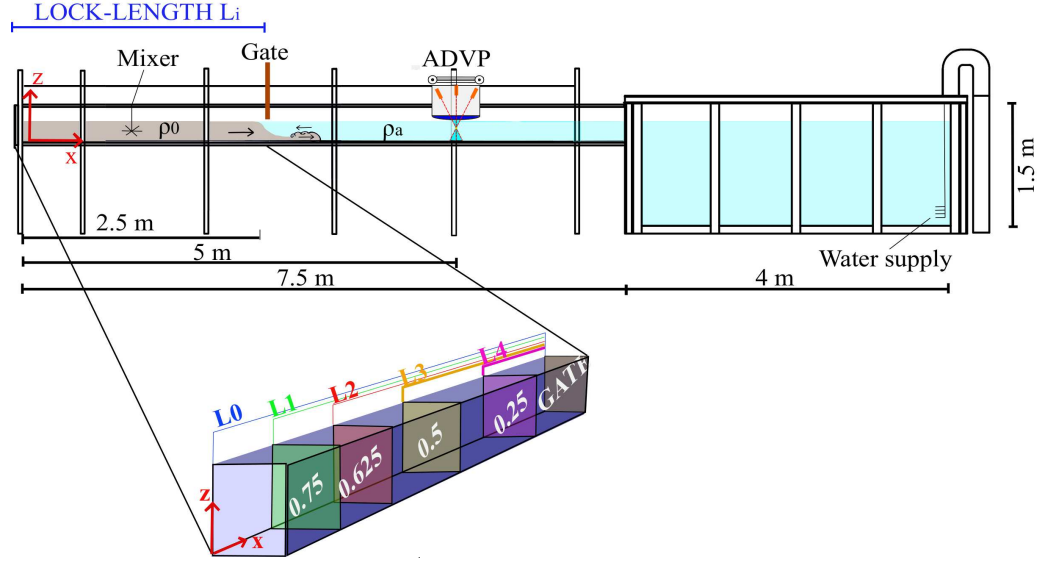 LOCK-LENGTH Li
Gate
Mixer
ADVP
z
ρ0
ρa
x
1.5 m
2.5 m
5 m
Water supply
7.5 m
4 m
L4
L3
L2
L1
L0
GATE
0.25
0.5
0.625
0.75
z
x